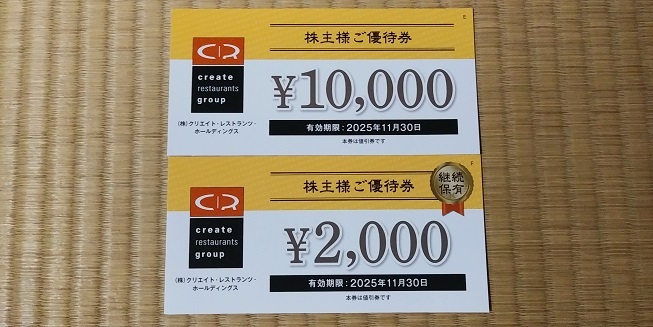 E
株主様ご優待券
create
restaurants
group
¥10,000
(株)クリエイト・レストランツ・
ホールディングス
有効期限:2025年11月30日
本券は値引券です
F
株主様ご優待券
継続
保有
create
restaurants
group
¥2,000
(株)クリエイト・レストランツ・
ホールディングス
有効期限:2025年11月30日
本券は値引券です